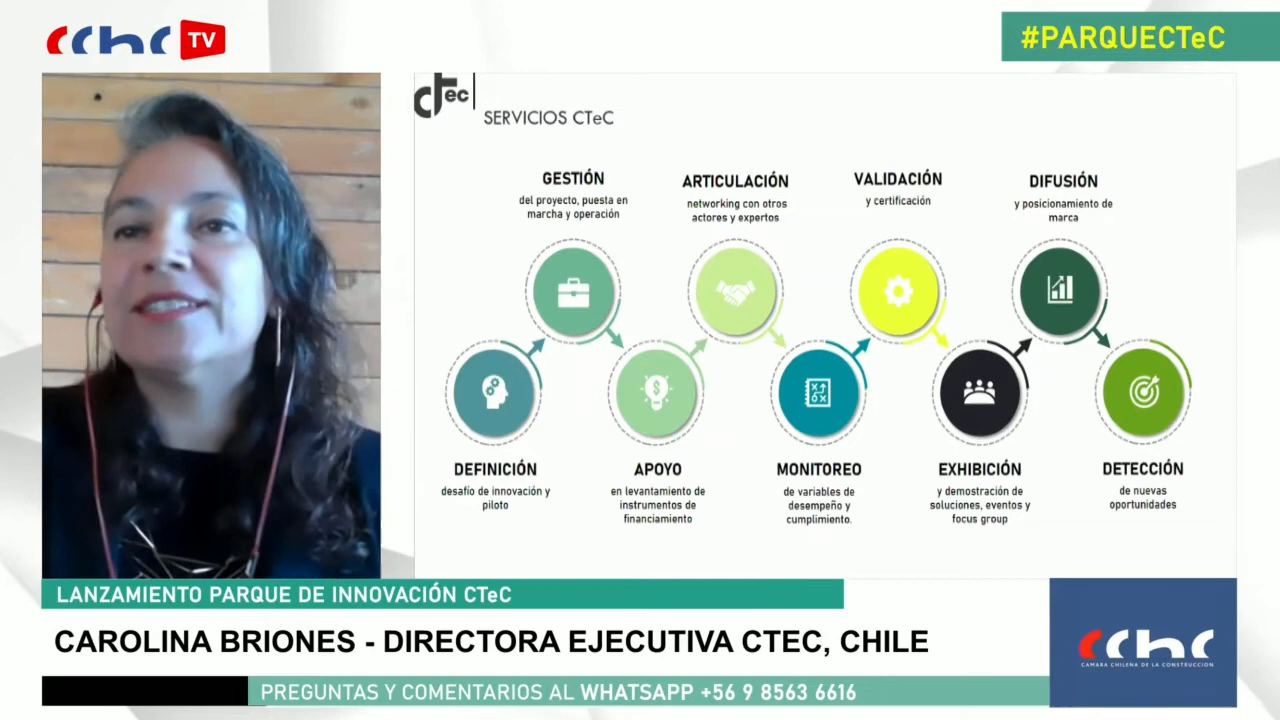 CChC TV
#PARQUECTeC
CTec
SERVICIOS CTeC
GESTIÓN
del proyecto, puesta en
marcha y operación
ARTICULACIÓN
networking con otros
actores y expertos
VALIDACIÓN
y certificación
DIFUSIÓN
y posicionamiento de
marca
DEFINICIÓN
desafío de innovación y
piloto
APOYO
en levantamiento de
instrumentos de
financiamiento
MONITOREO
de variables de
desempeño y
cumplimiento.
EXHIBICIÓN
y demostración de
soluciones, eventos y
focus group
DETECCIÓN
de nuevas
oportunidades
LANZAMIENTO PARQUE DE INNOVACIÓN CTeC
CAROLINA BRIONES - DIRECTORA EJECUTIVA CTEC, CHILE
PREGUNTAS Y COMENTARIOS AL WHATSAPP +56 9 8563 6616
CChC
CÁMARA CHILENA DE LA CONSTRUCCIÓN